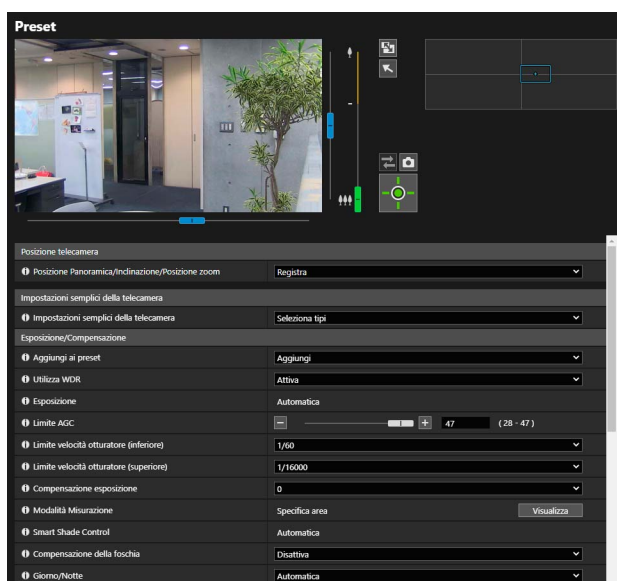 Preset
Posizione telecamera
Posizione Panoramica/Inclinazione/Posizione zoom Registra
Impostazioni semplici della telecamera
Impostazioni semplici della telecamera Seleziona tipi
Esposizione/Compensazione
Aggiungi ai preset Aggiungi
Utilizza WDR Attiva
Esposizione Automatica
Limite AGC 47 ( 28 - 47 )
Limite velocità otturatore (inferiore) 1/60
Limite velocità otturatore (superiore) 1/16000
Compensazione esposizione 0
Modalità Misurazione Specifica area Visualizza
Smart Shade Control Automatica
Compensazione della foschia Disattiva
Giorno/Notte Automatica